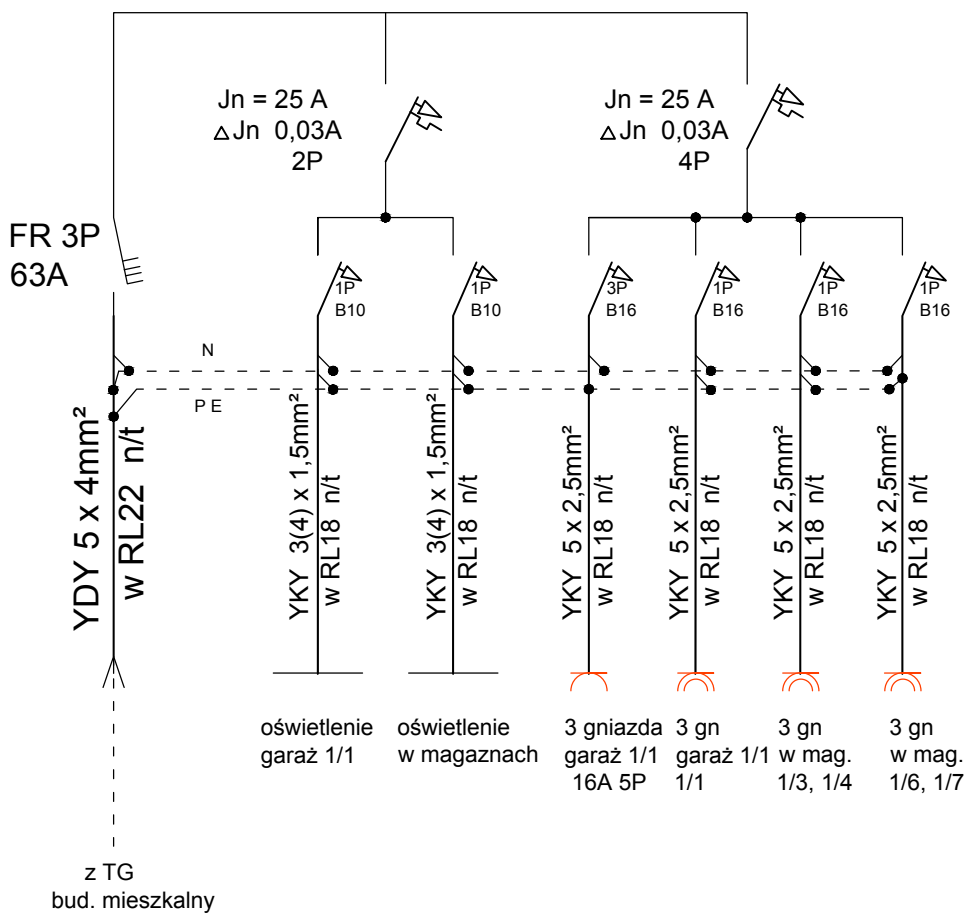 Jn = 25 A
△Jn 0,03A
2P
Jn = 25 A
△Jn 0,03A
4P
FR 3P
63A
1P
B10
1P
B10
3P
B16
1P
B16
1P
B16
1P
B16
N
P E
YDY 5 x 4mm²
w RL22 n/t
YKY 3(4) x 1,5mm²
w RL18 n/t
YKY 3(4) x 1,5mm²
w RL18 n/t
YKY 5 x 2,5mm²
w RL18 n/t
YKY 5 x 2,5mm²
w RL18 n/t
YKY 5 x 2,5mm²
w RL18 n/t
YKY 5 x 2,5mm²
w RL18 n/t
oświetlenie
garaż 1/1
oświetlenie
w magaznach
3 gniazda
garaż 1/1
16A 5P
3 gn
garaż 1/1
1/1
3 gn
w mag.
1/3, 1/4
3 gn
w mag.
1/6, 1/7
z TG
bud. mieszkalny